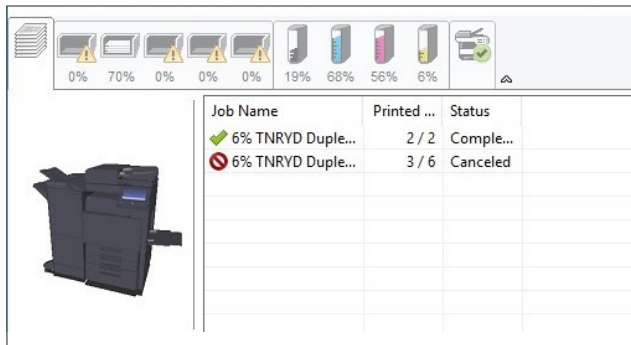 0% 70% 0% 0% 0% 19% 68% 56% 6%
Job Name Printed ... Status
6% TNRYD Duple... 2 / 2 Comple...
6% TNRYD Duple... 3 / 6 Canceled